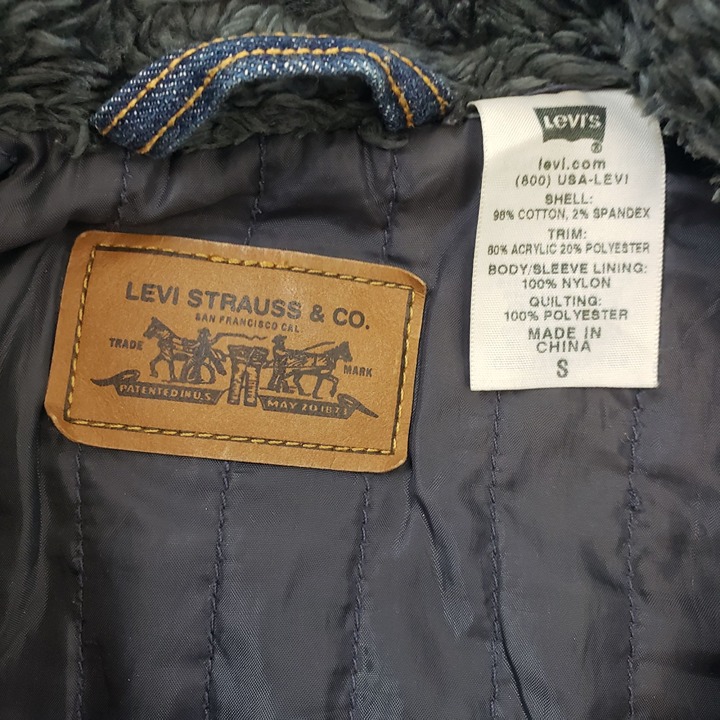 LEVI STRAUSS & CO.
SAN FRANCISCO CAL
TRADE
MARK
PATENTED IN U.S.
MAY 20 1873
Levi's
®
levi.com
(800) USA-LEVI
SHELL:
98% COTTON, 2% SPANDEX
TRIM:
80% ACRYLIC 20% POLYESTER
BODY/SLEEVE LINING:
100% NYLON
QUILTING:
100% POLYESTER
MADE IN
CHINA
S